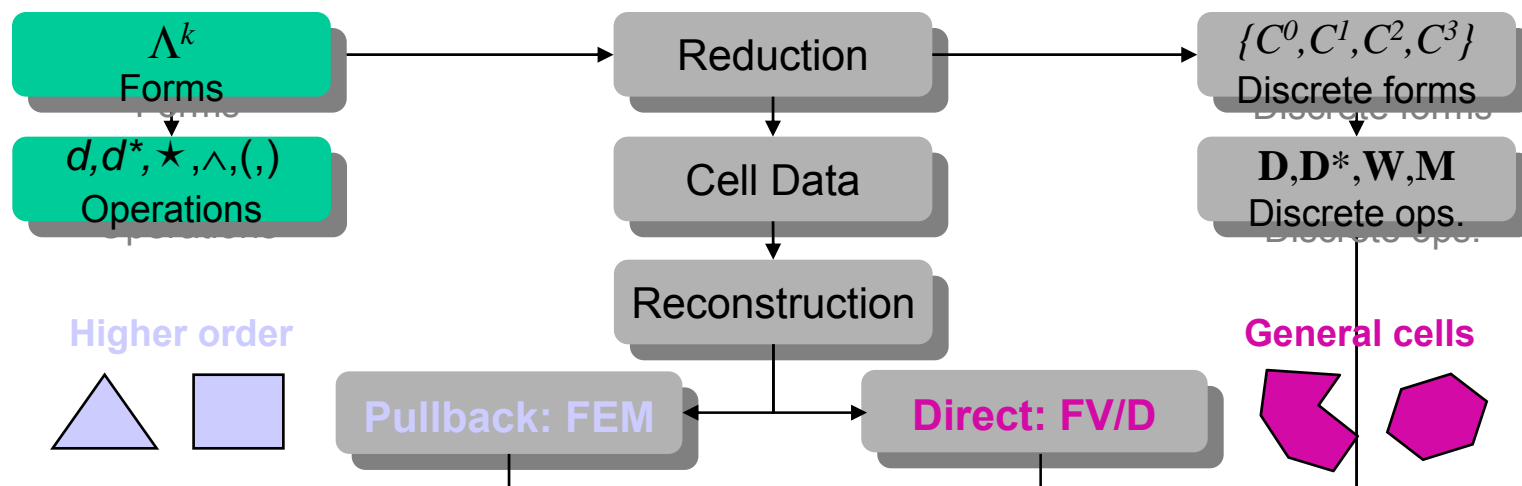 Λᵏ
Forms
Reduction
{C⁰,C¹,C²,C³}
Discrete forms
d,d*,★,∧,(,)
Operations
Cell Data
D,D*,W,M
Discrete ops.
Reconstruction
Higher order
General cells
Pullback: FEM
Direct: FV/D